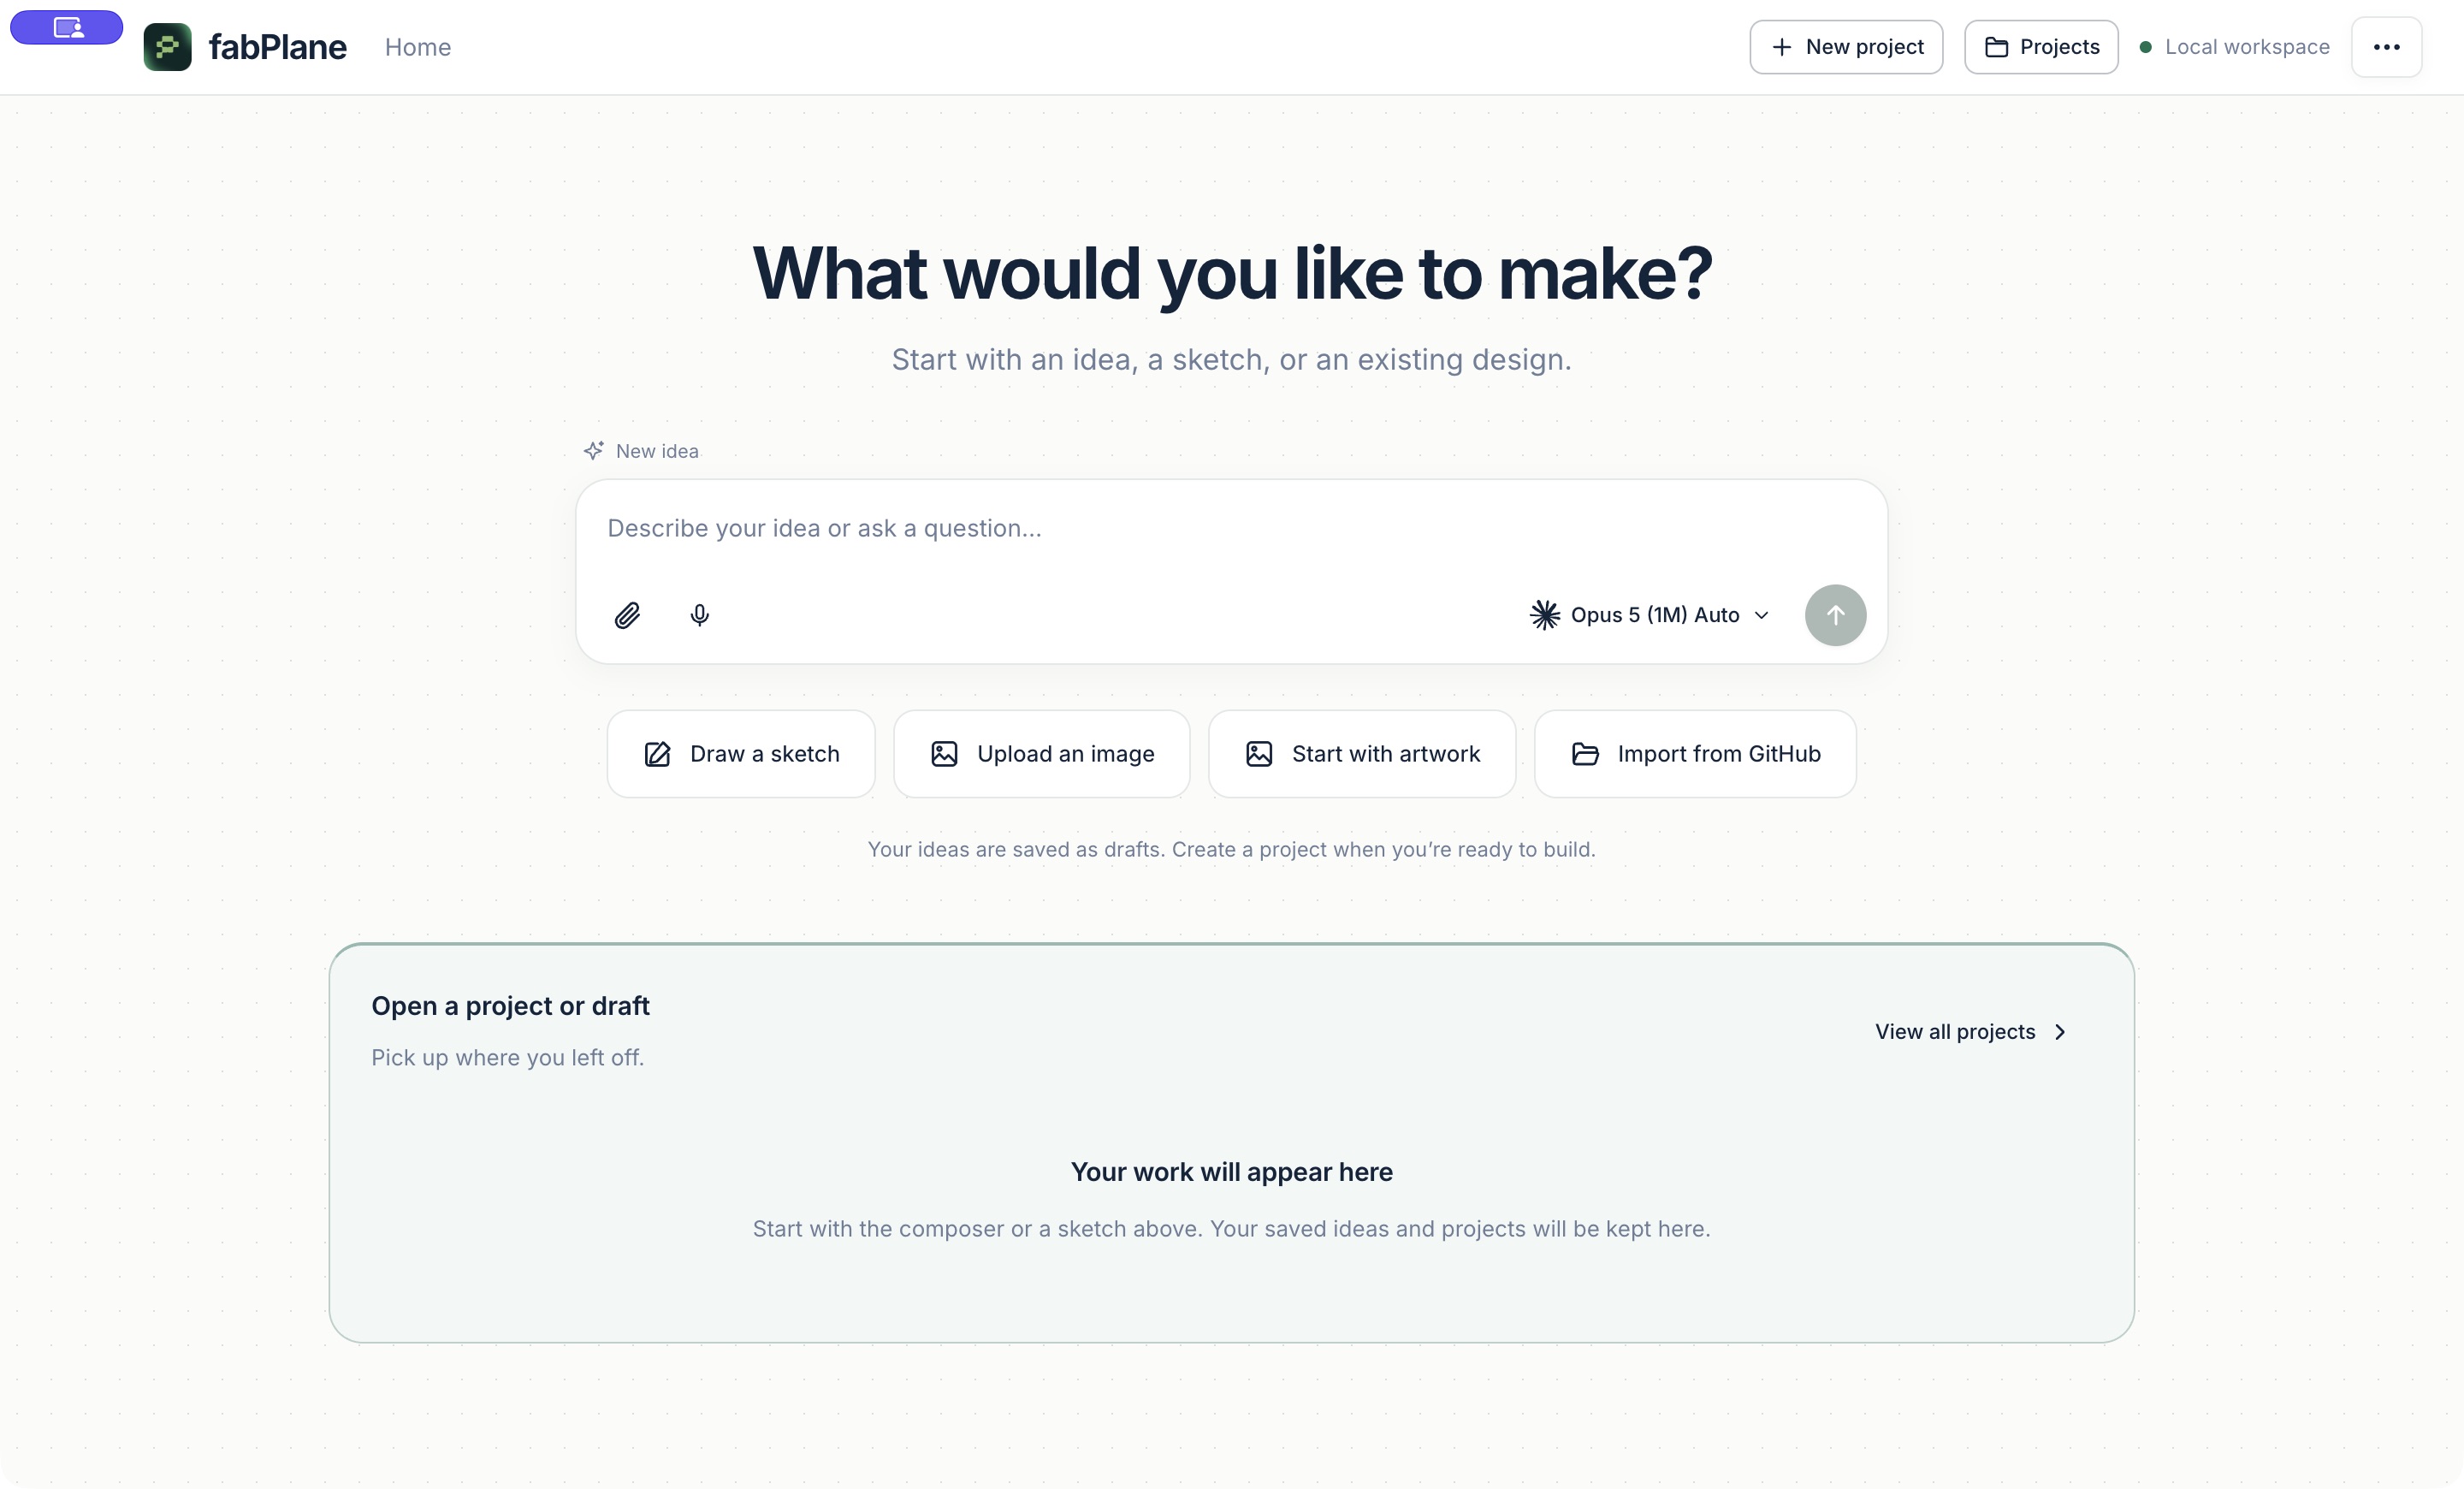 fabPlane
Home
New project
Projects
Local workspace
What would you like to make?
Start with an idea, a sketch, or an existing design.
New idea
Describe your idea or ask a question...
Opus 5 (1M) Auto
Draw a sketch
Upload an image
Start with artwork
Import from GitHub
Your ideas are saved as drafts. Create a project when you’re ready to build.
Open a project or draft
Pick up where you left off.
View all projects
Your work will appear here
Start with the composer or a sketch above. Your saved ideas and projects will be kept here.